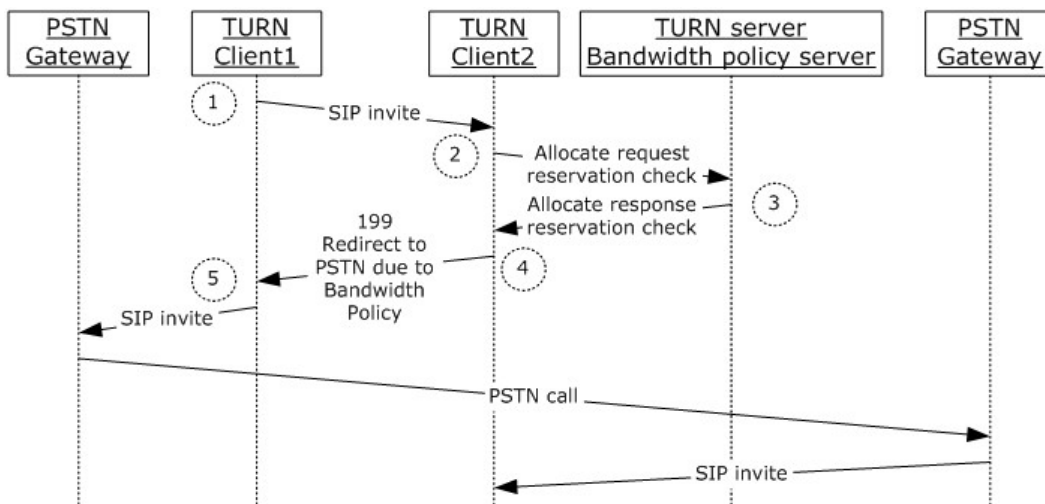 PSTN
Gateway
TURN
Client1
TURN
Client2
TURN server
Bandwidth policy server
PSTN
Gateway
1
SIP invite
2
Allocate request
reservation check
3
Allocate response
reservation check
199
Redirect to
PSTN due to
Bandwidth
Policy
4
5
SIP invite
PSTN call
SIP invite